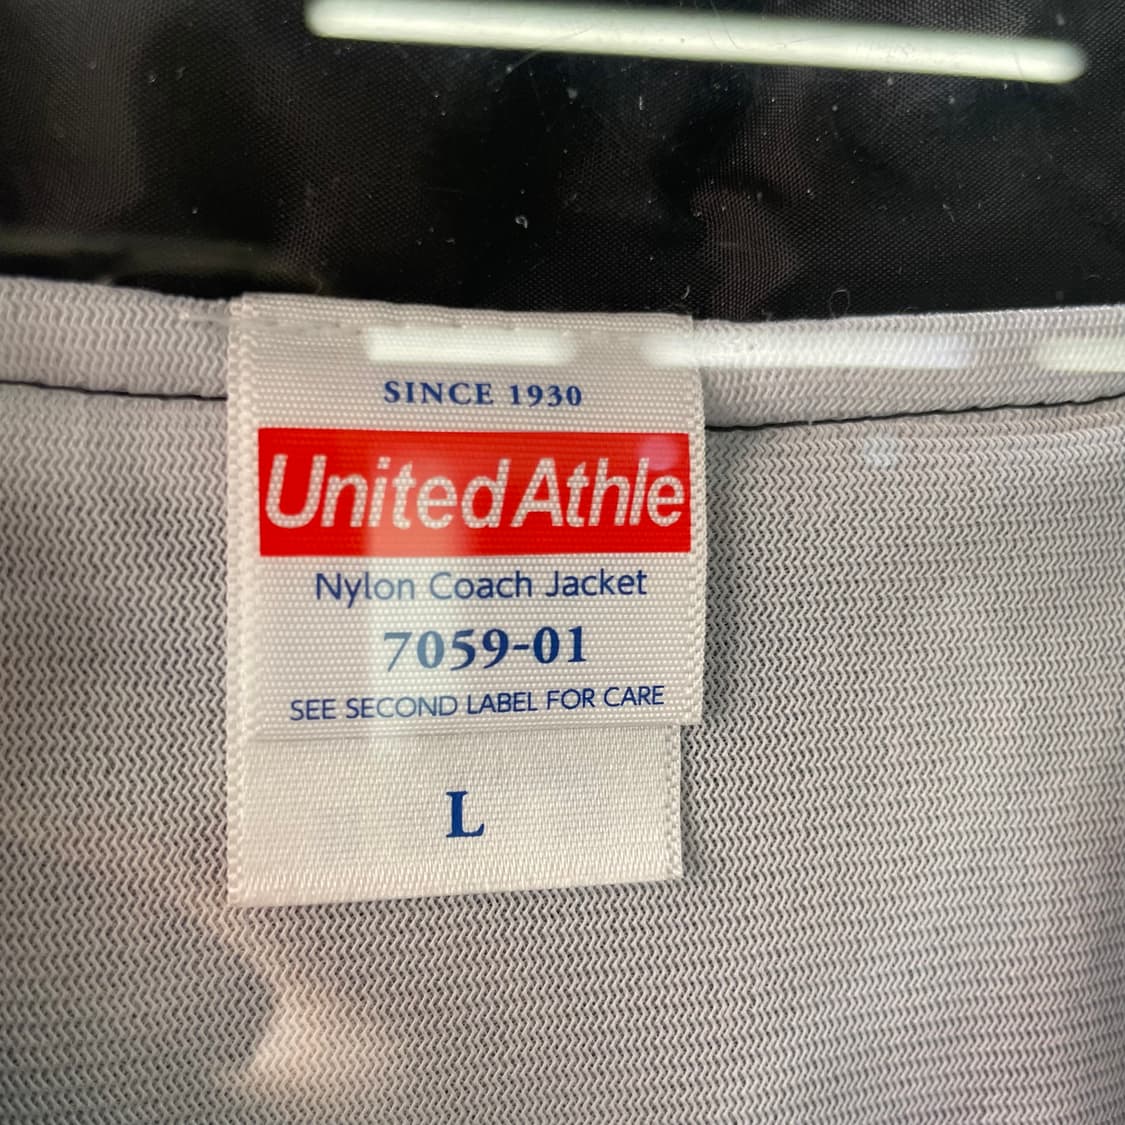 SINCE 1930
United Athle
Nylon Coach Jacket
7059-01
SEE SECOND LABEL FOR CARE
L